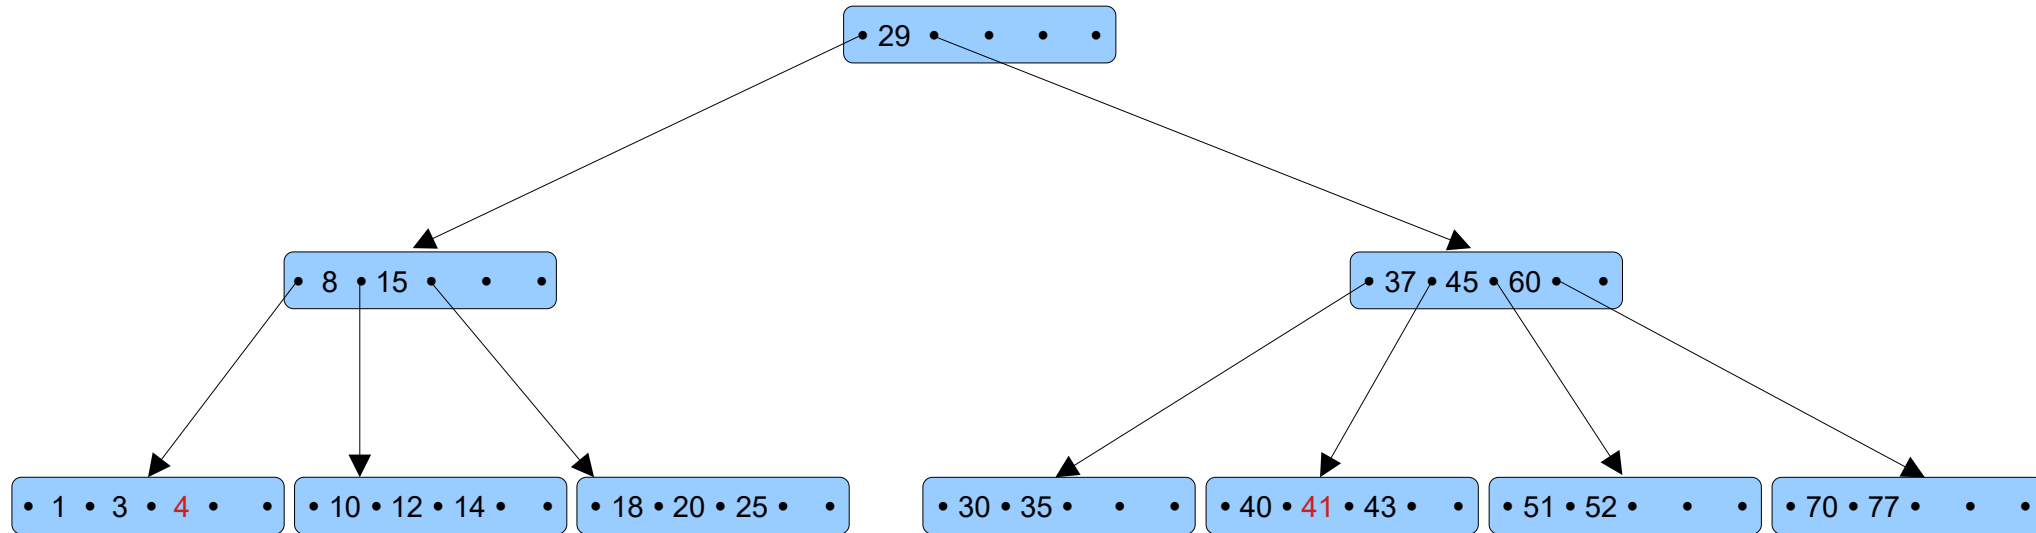 • 29 • • • •
• 8 • 15 • • •
• 37 • 45 • 60 • •
• 1 • 3 • 4 • •
• 10 • 12 • 14 • •
• 18 • 20 • 25 • •
• 30 • 35 • • •
• 40 • 41 • 43 • •
• 51 • 52 • • •
• 70 • 77 • • •